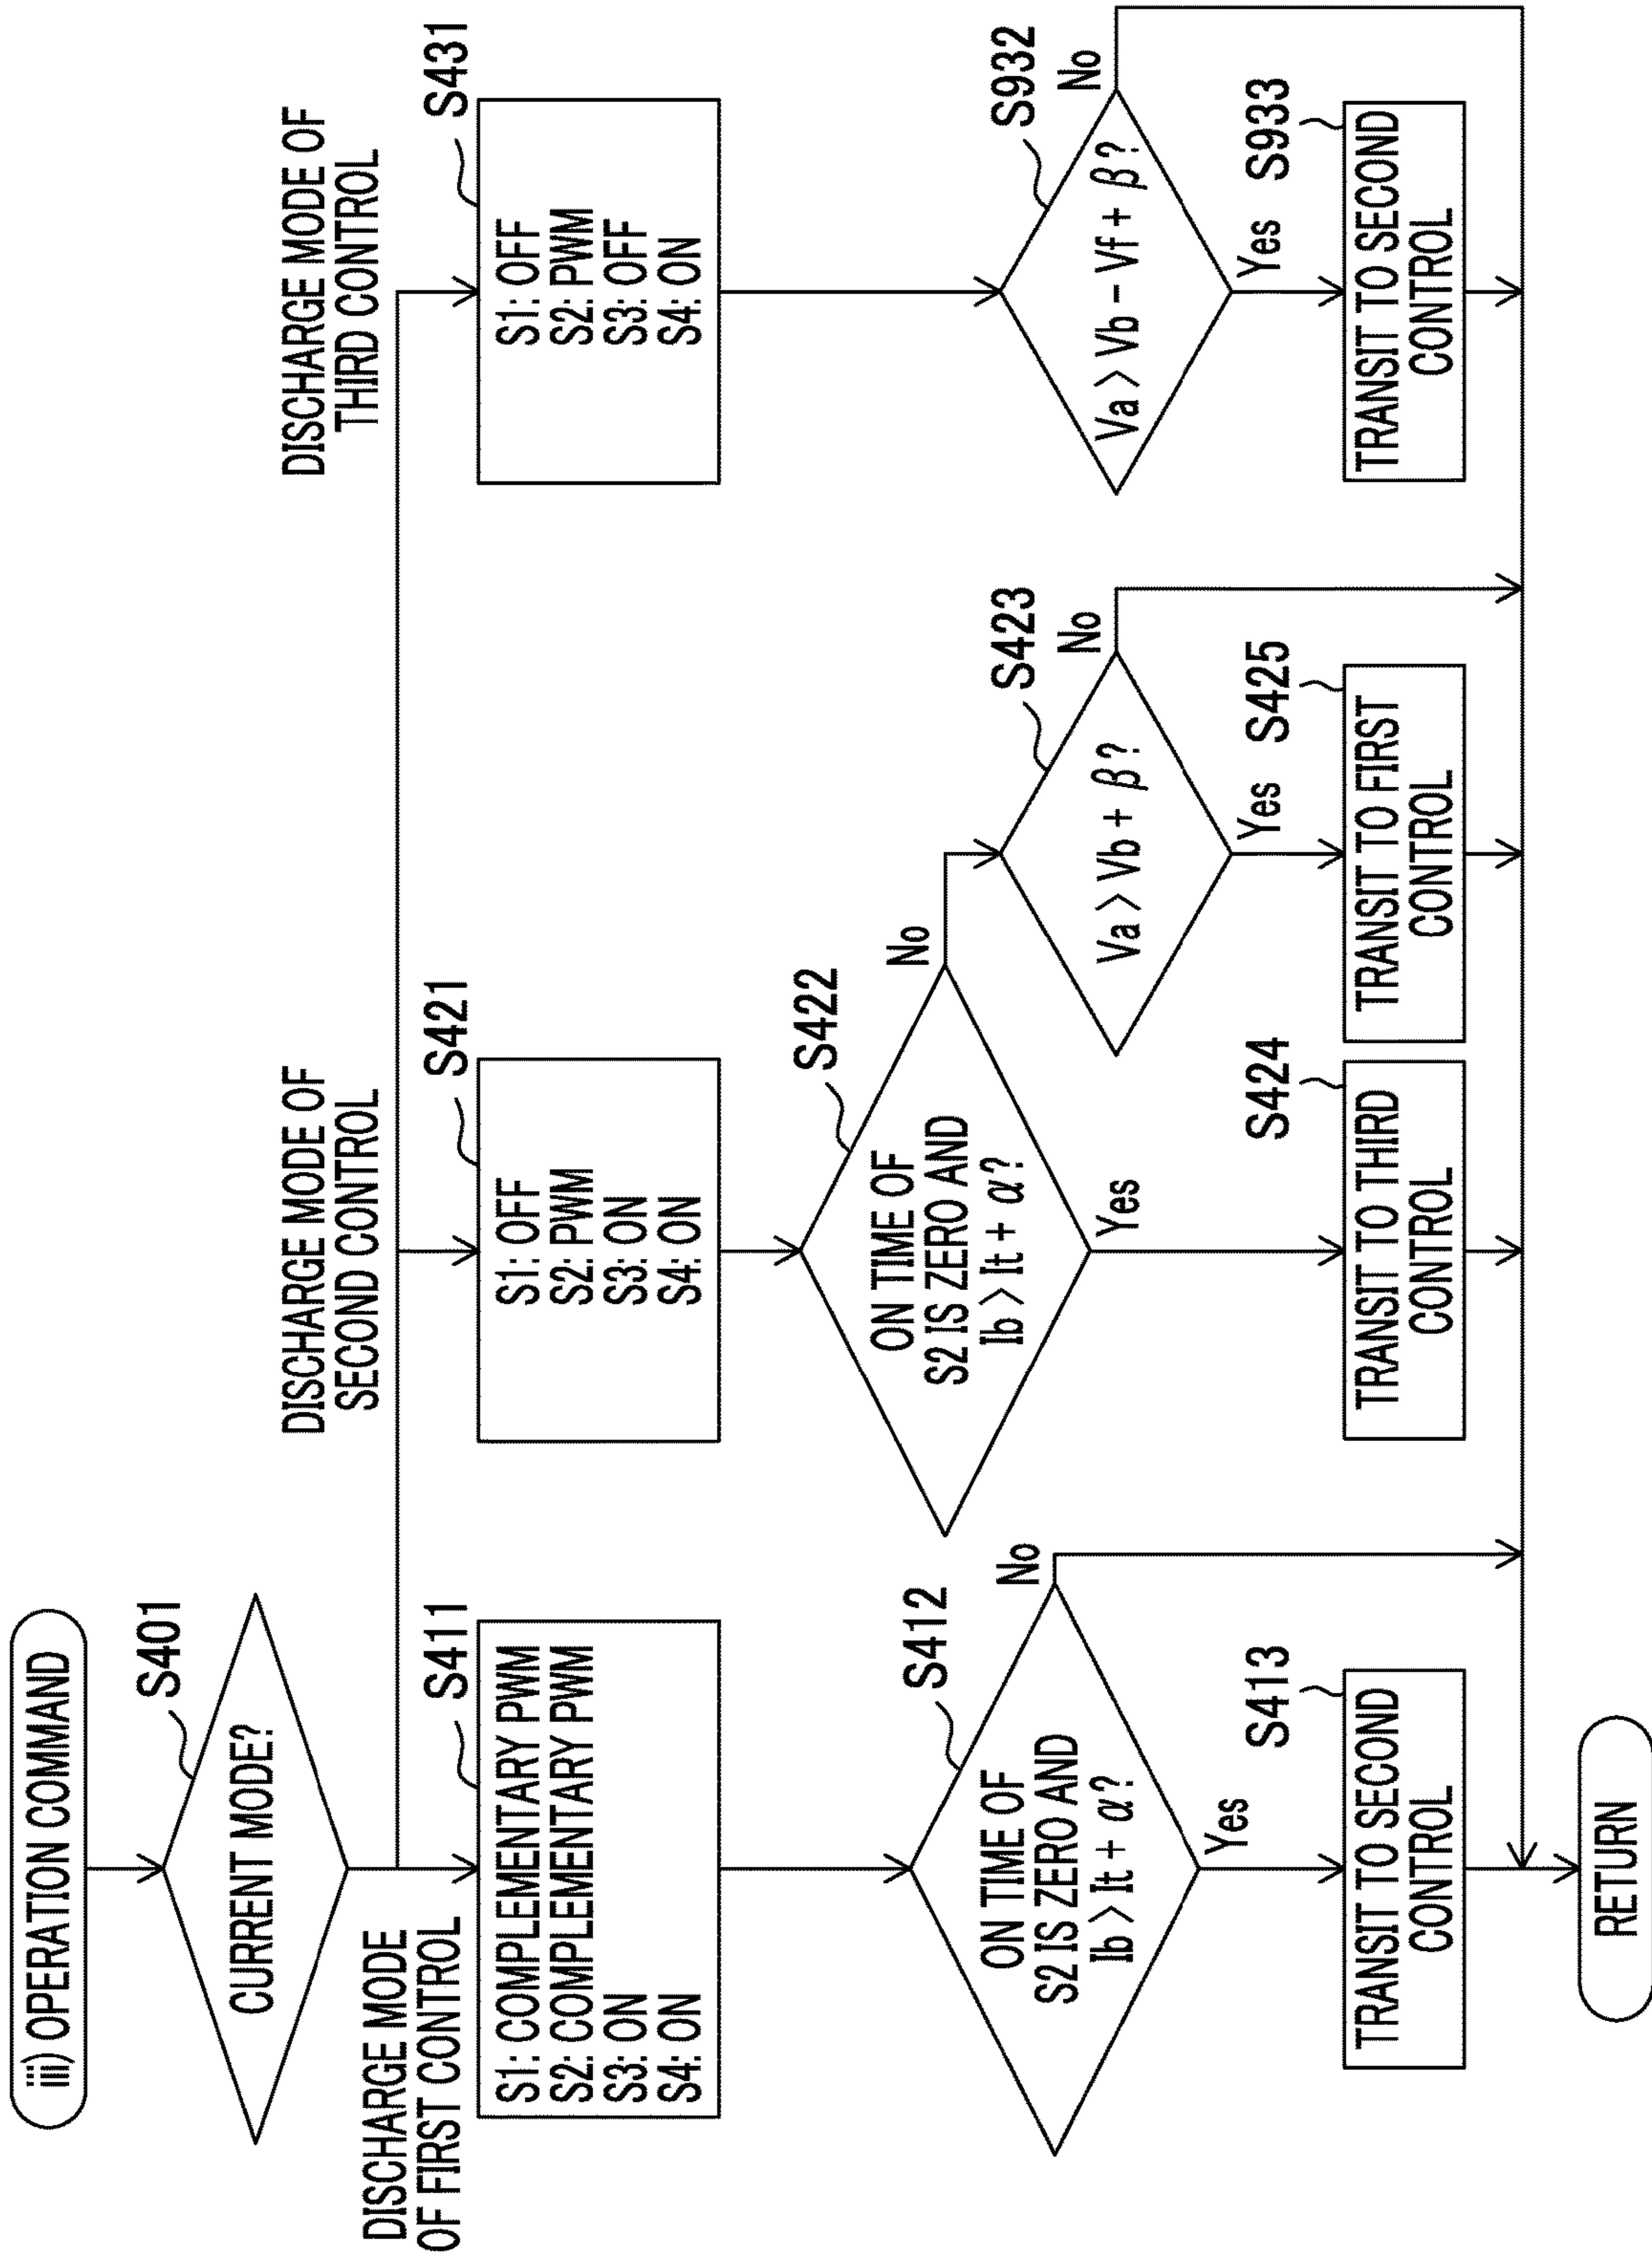 iii) OPERATION COMMAND
S401
CURRENT MODE?
DISCHARGE MODE
OF FIRST CONTROL
S411
S1: COMPLEMENTARY PWM
S2: COMPLEMENTARY PWM
S3: ON
S4: ON
S412
ON TIME OF
S2 IS ZERO AND
Ib > It + α?
No
Yes
S413
TRANSIT TO SECOND
CONTROL
DISCHARGE MODE OF
SECOND CONTROL
S421
S1: OFF
S2: PWM
S3: ON
S4: ON
S422
ON TIME OF
S2 IS ZERO AND
Ib > It + α?
No
Yes
S424
TRANSIT TO THIRD
CONTROL
S423
Va > Vb + β?
No
Yes
S425
TRANSIT TO FIRST
CONTROL
DISCHARGE MODE OF
THIRD CONTROL
S431
S1: OFF
S2: PWM
S3: OFF
S4: ON
S932
Va > Vb - Vf + β?
No
Yes
S933
TRANSIT TO SECOND
CONTROL
RETURN